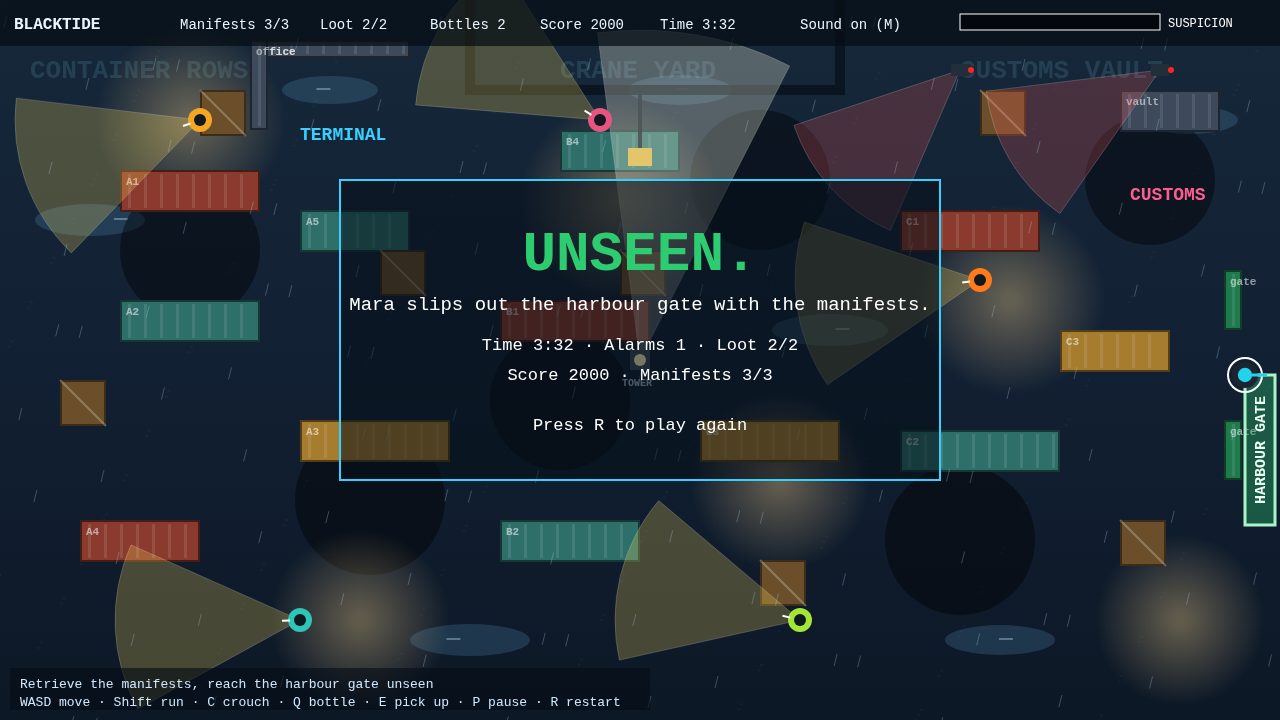 BLACKTIDE Manifests 3/3 Loot 2/2 Bottles 2 Score 2000 Time 3:32 Sound on (M) SUSPICION
office
CONTAINER ROWS CRANE YARD CUSTOMS VAULT
vault
TERMINAL
B4
A1
CUSTOMS
A5
C1
UNSEEN.
gate
Mara slips out the harbour gate with the manifests.
A2
B1
Time 3:32 · Alarms 1 · Loot 2/2
C3
Score 2000 · Manifests 3/3
TOWER
Press R to play again
A3
C2
gate
HARBOUR GATE
A4
B2
Retrieve the manifests, reach the harbour gate unseen
WASD move · Shift run · C crouch · Q bottle · E pick up · P pause · R restart